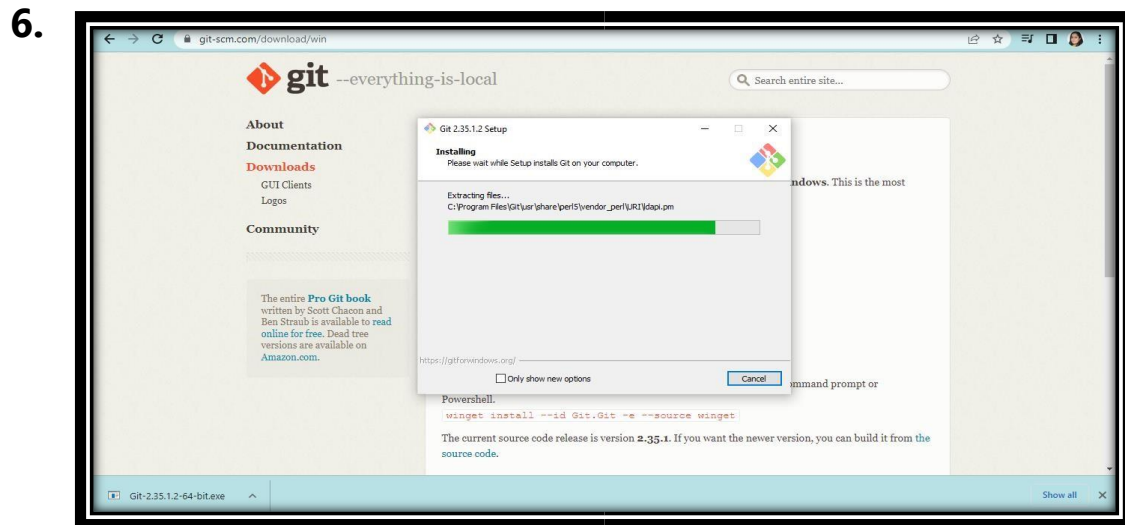 6.
git-scm.com/download/win
git --everything-is-local
Search entire site...
About
Documentation
Downloads
GUI Clients
Logos
Community
The entire Pro Git book
written by Scott Chacon and
Ben Straub is available to read
online for free. Dead tree
versions are available on
Amazon.com.
Git 2.35.1.2 Setup
Installing
Please wait while Setup installs Git on your computer.
Extracting files...
C:\Program Files\Git\usr\share\perl5\vendor_perl\URI\ldapi.pm
https://gitforwindows.org/
Only show new options
Cancel
ndows. This is the most
ommand prompt or
Powershell.
winget install --id Git.Git -e --source winget
The current source code release is version 2.35.1. If you want the newer version, you can build it from the
source code.
Git-2.35.1.2-64-bit.exe
Show all